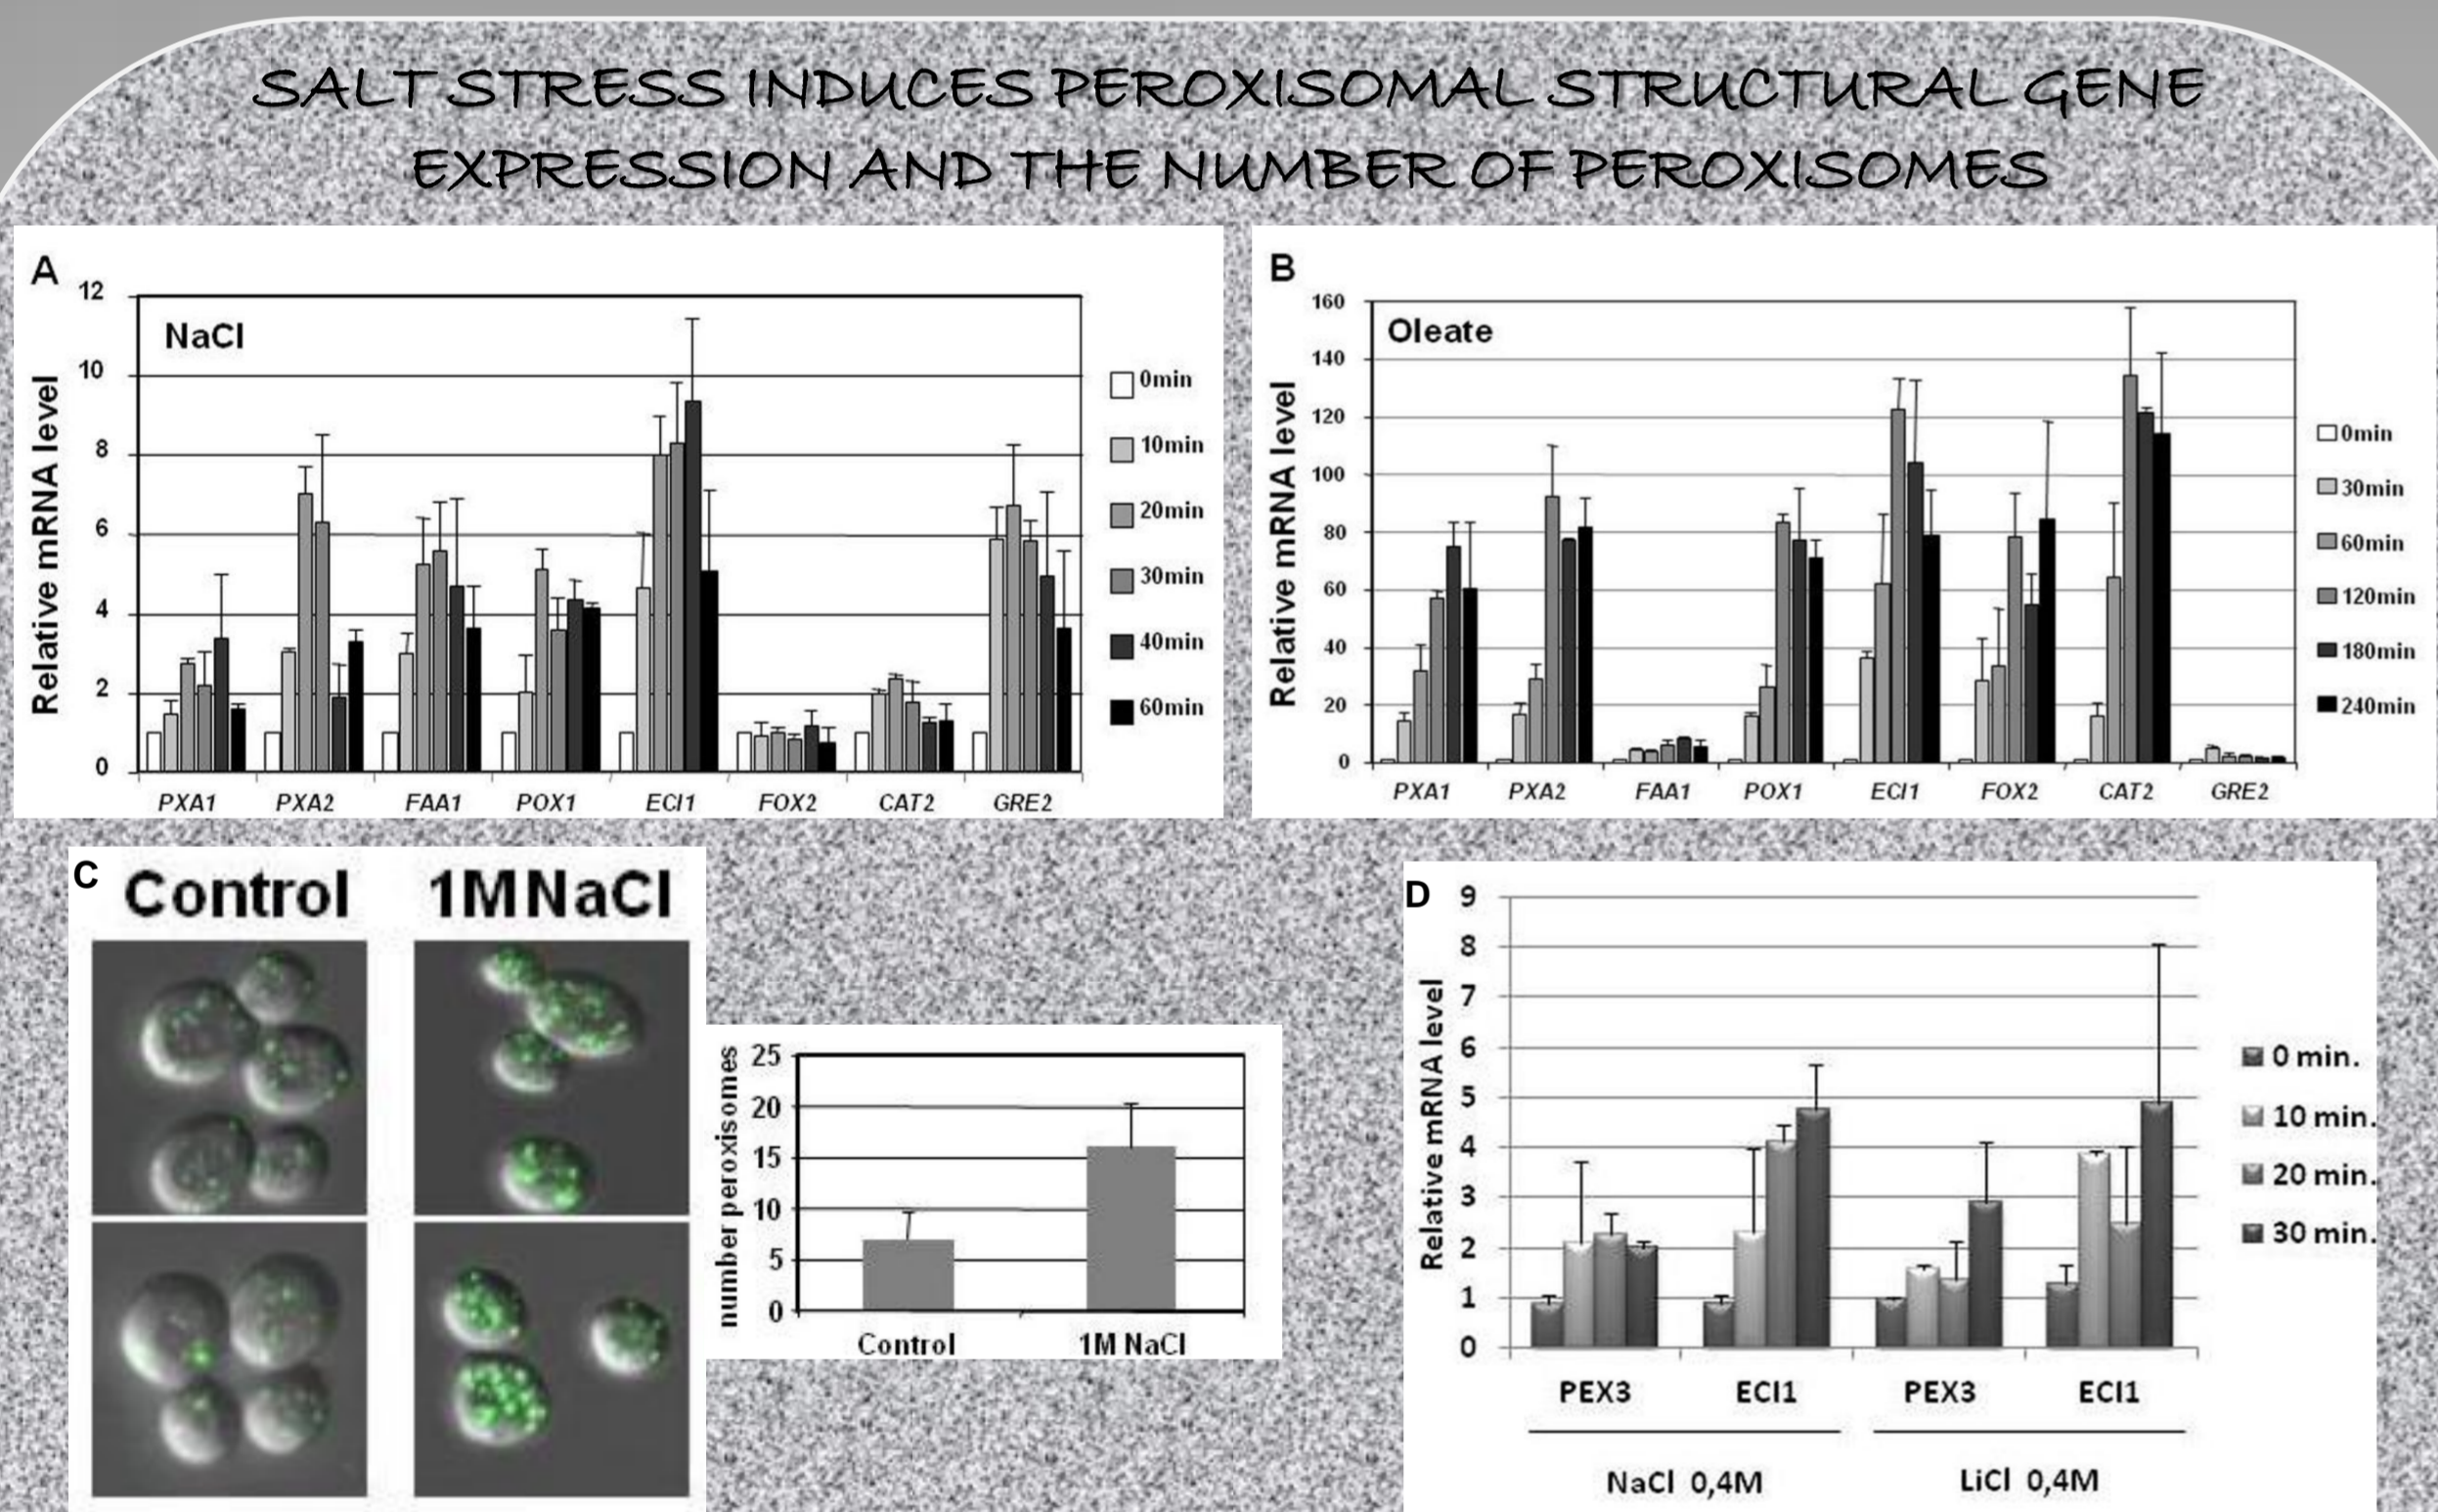 SALT STRESS INDUCES PEROXISOMAL STRUCTURAL GENE
EXPRESSION AND THE NUMBER OF PEROXISOMES
A
NaCl
Relative mRNA level
12
10
8
6
4
2
0
PXA1 PXA2 FAA1 POX1 ECI1 FOX2 CAT2 GRE2
0min
10min
20min
30min
40min
60min
B
Oleate
Relative mRNA level
160
140
120
100
80
60
40
20
0
PXA1 PXA2 FAA1 POX1 ECI1 FOX2 CAT2 GRE2
0min
30min
60min
120min
180min
240min
C
Control 1M NaCl
number peroxisomes
25
20
15
10
5
0
Control 1M NaCl
D
Relative mRNA level
9
8
7
6
5
4
3
2
1
0
PEX3 ECI1 PEX3 ECI1
NaCl 0,4M LiCl 0,4M
0 min.
10 min.
20 min.
30 min.